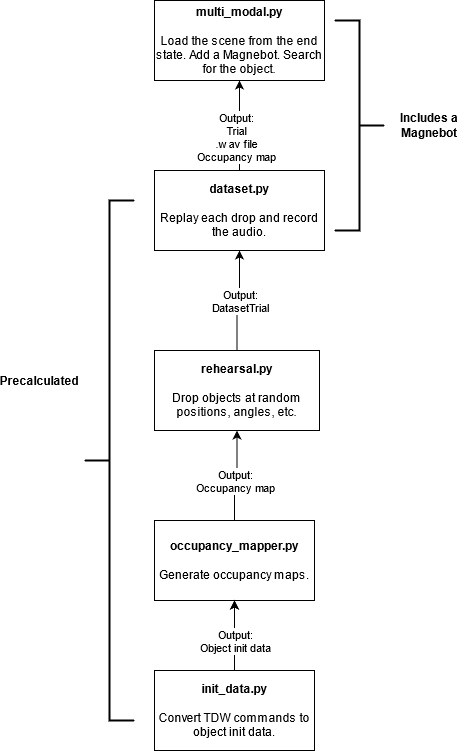 multi_modal.py
Load the scene from the end
state. Add a Magnebot. Search
for the object.
Output:
Trial
.wav file
Occupancy map
Includes a
Magnebot
dataset.py
Replay each drop and record
the audio.
Output:
DatasetTrial
Precalculated
rehearsal.py
Drop objects at random
positions, angles, etc.
Output:
Occupancy map
occupancy_mapper.py
Generate occupancy maps.
Output:
Object init data
init_data.py
Convert TDW commands to
object init data.